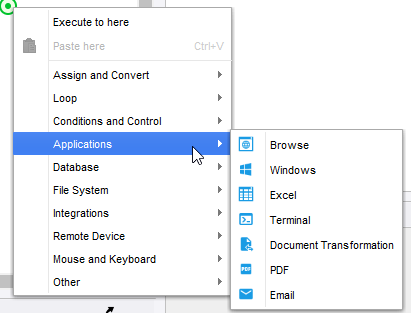 Execute to here
Paste here Ctrl+V
Assign and Convert
Loop
Conditions and Control
Applications
Database
File System
Integrations
Remote Device
Mouse and Keyboard
Other
Browse
Windows
Excel
Terminal
Document Transformation
PDF
PDF
Email